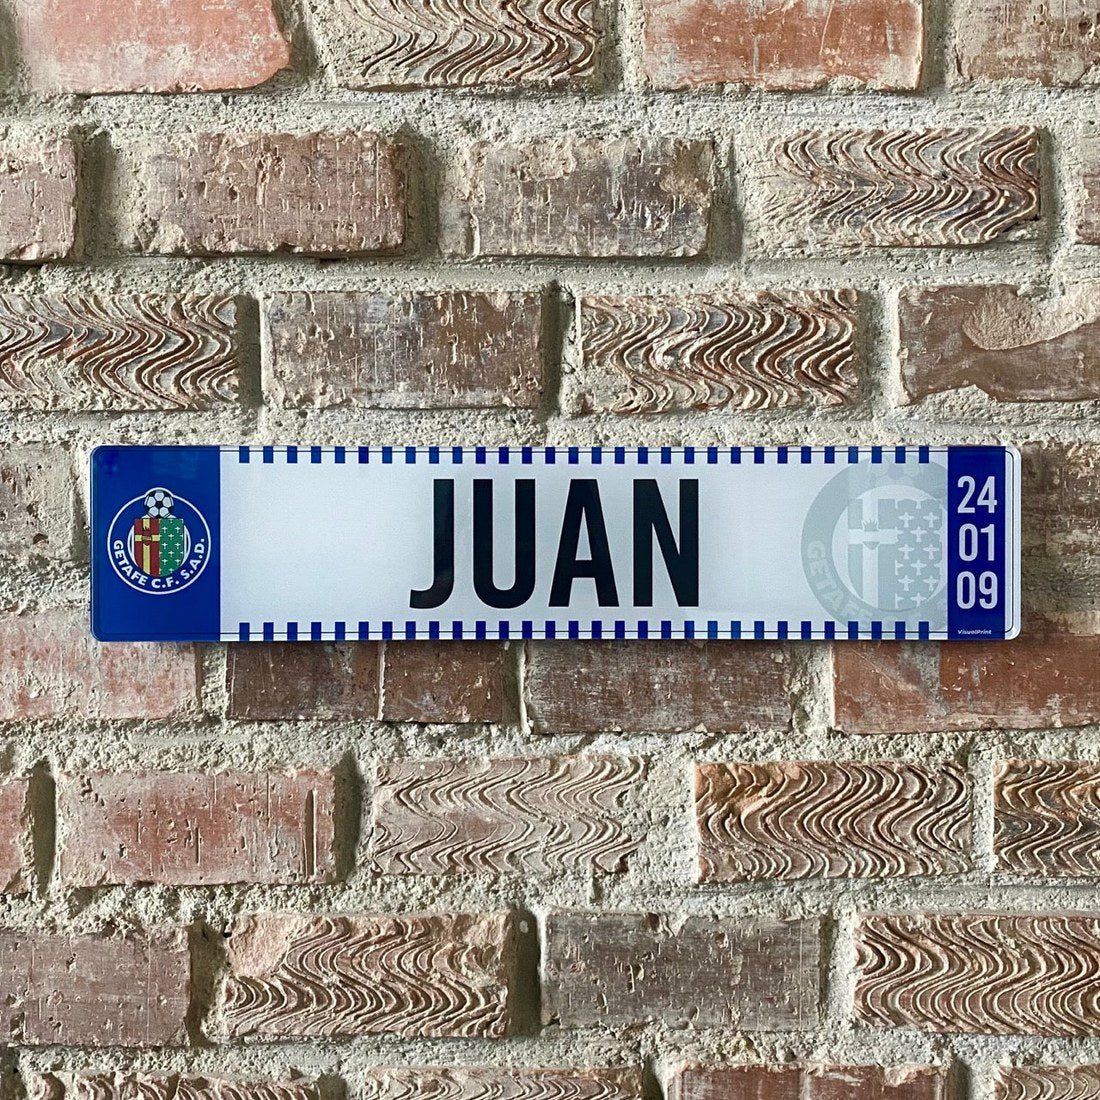 GETAFE C.F. S.A.D.
JUAN
GETAFE
24
01
09
VisualPrint